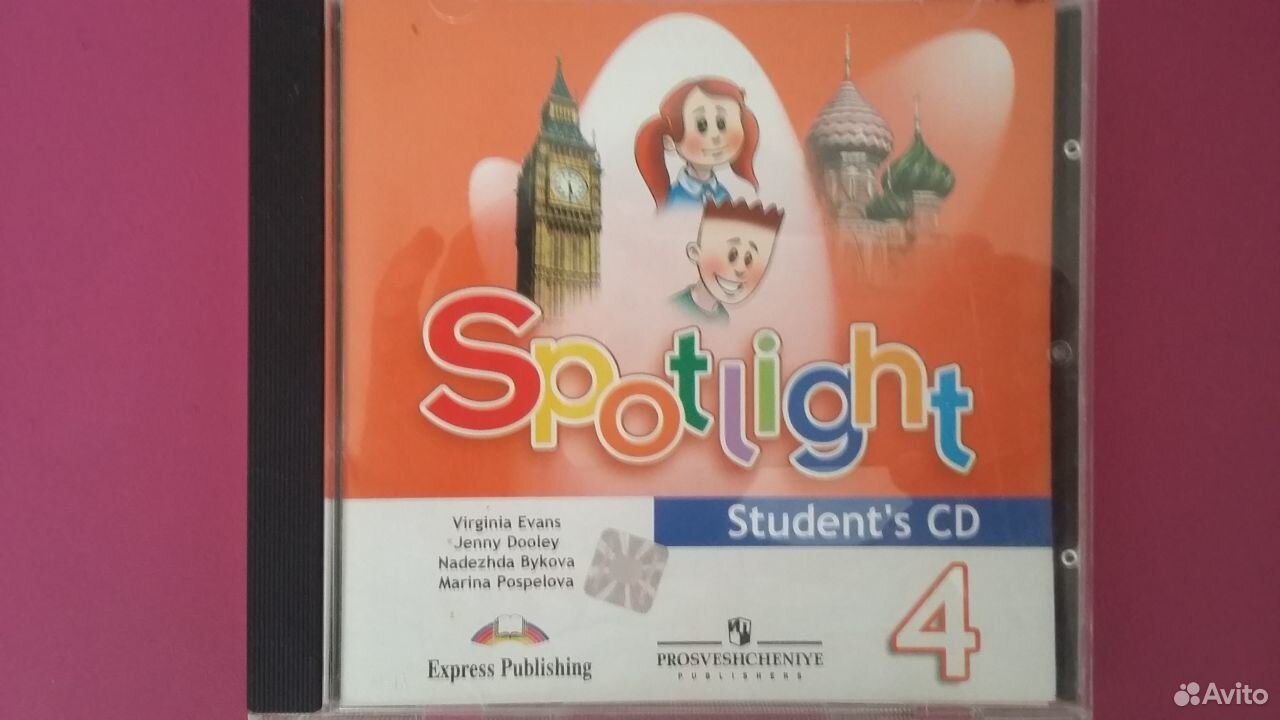 Spotlight
Student's CD
Virginia Evans
Jenny Dooley
Nadezhda Bykova
Marina Pospelova
4
Express Publishing
PROSVESHCHENIYE
PUBLISHERS
Avito